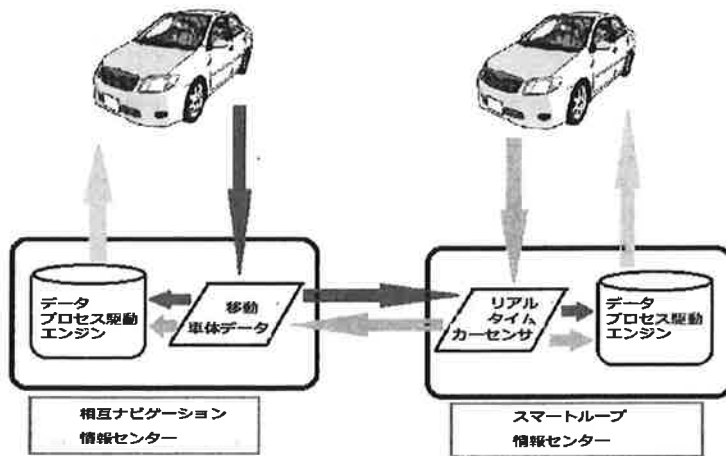 データ
プロセス駆動
エンジン
移動
車体データ
リアル
タイム
カーセンサ
データ
プロセス駆動
エンジン
相互ナビゲーション
情報センター
スマートループ
情報センター